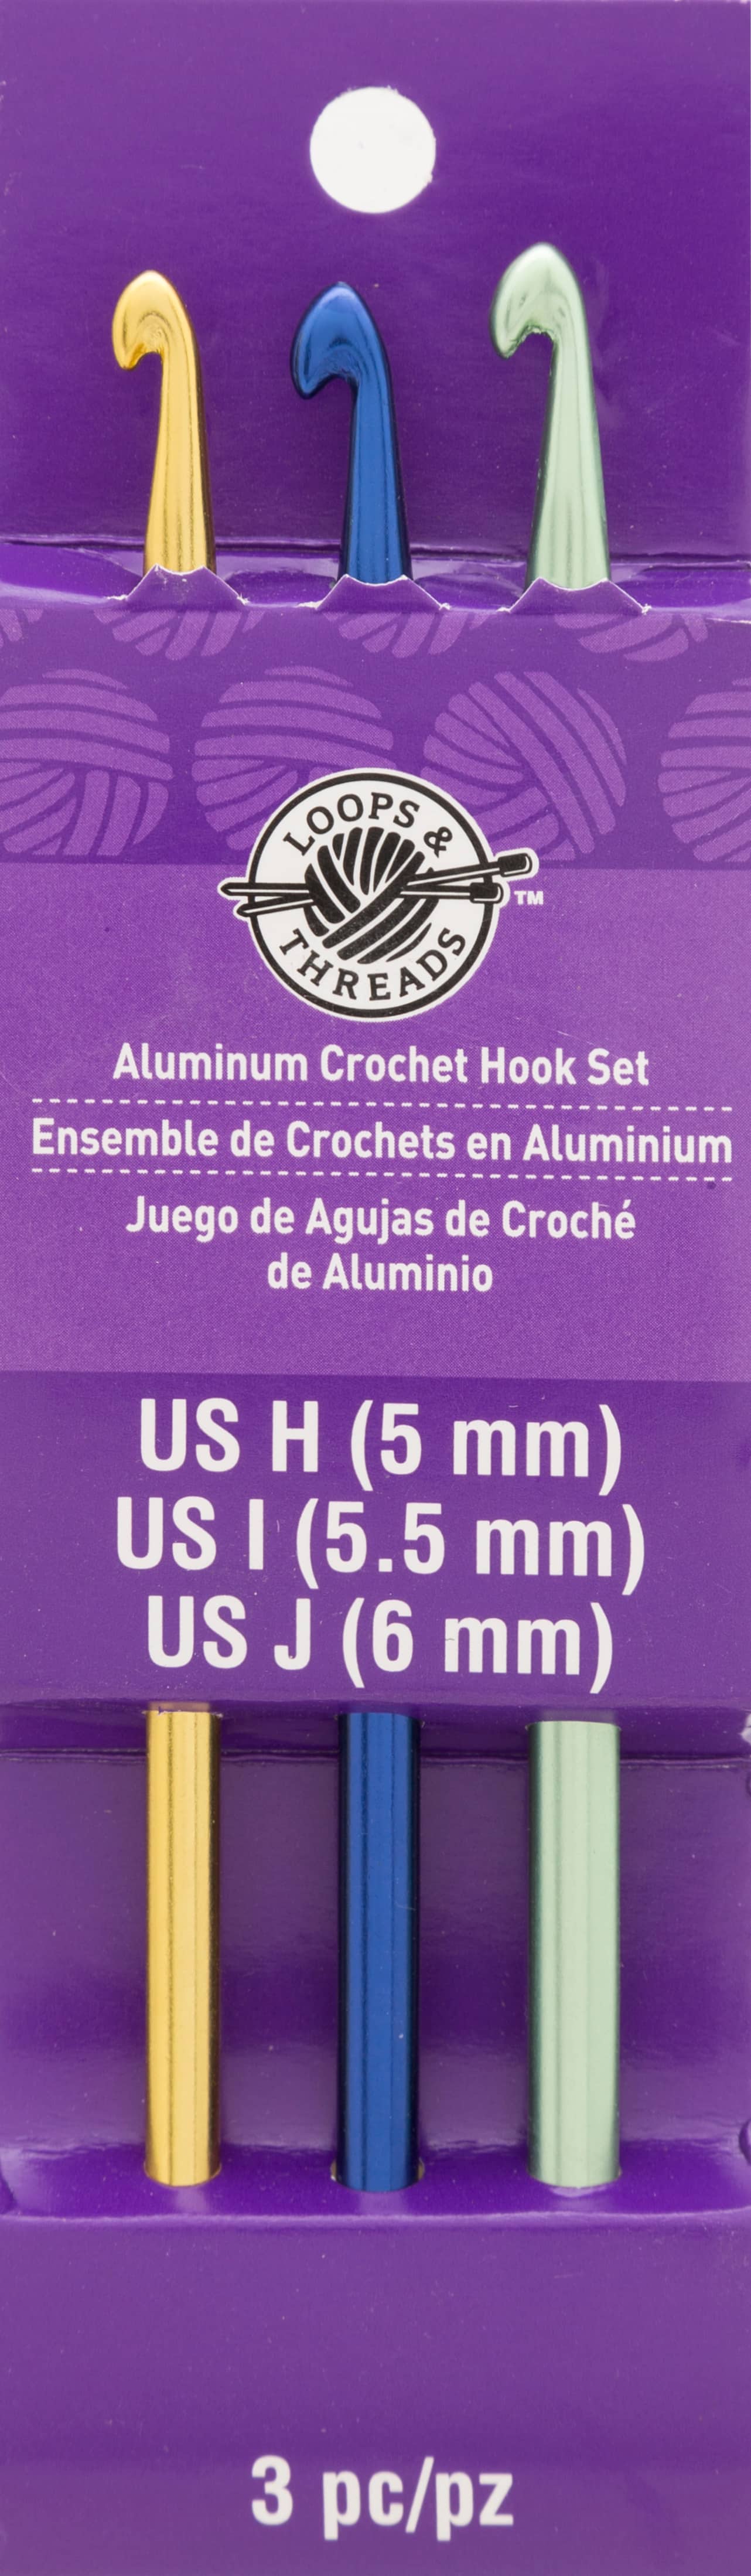 LOOPS &
THREADS
TM
Aluminum Crochet Hook Set
Ensemble de Crochets en Aluminium
Juego de Agujas de Croché
de Aluminio
US H (5 mm)
US I (5.5 mm)
US J (6 mm)
3 pc/pz